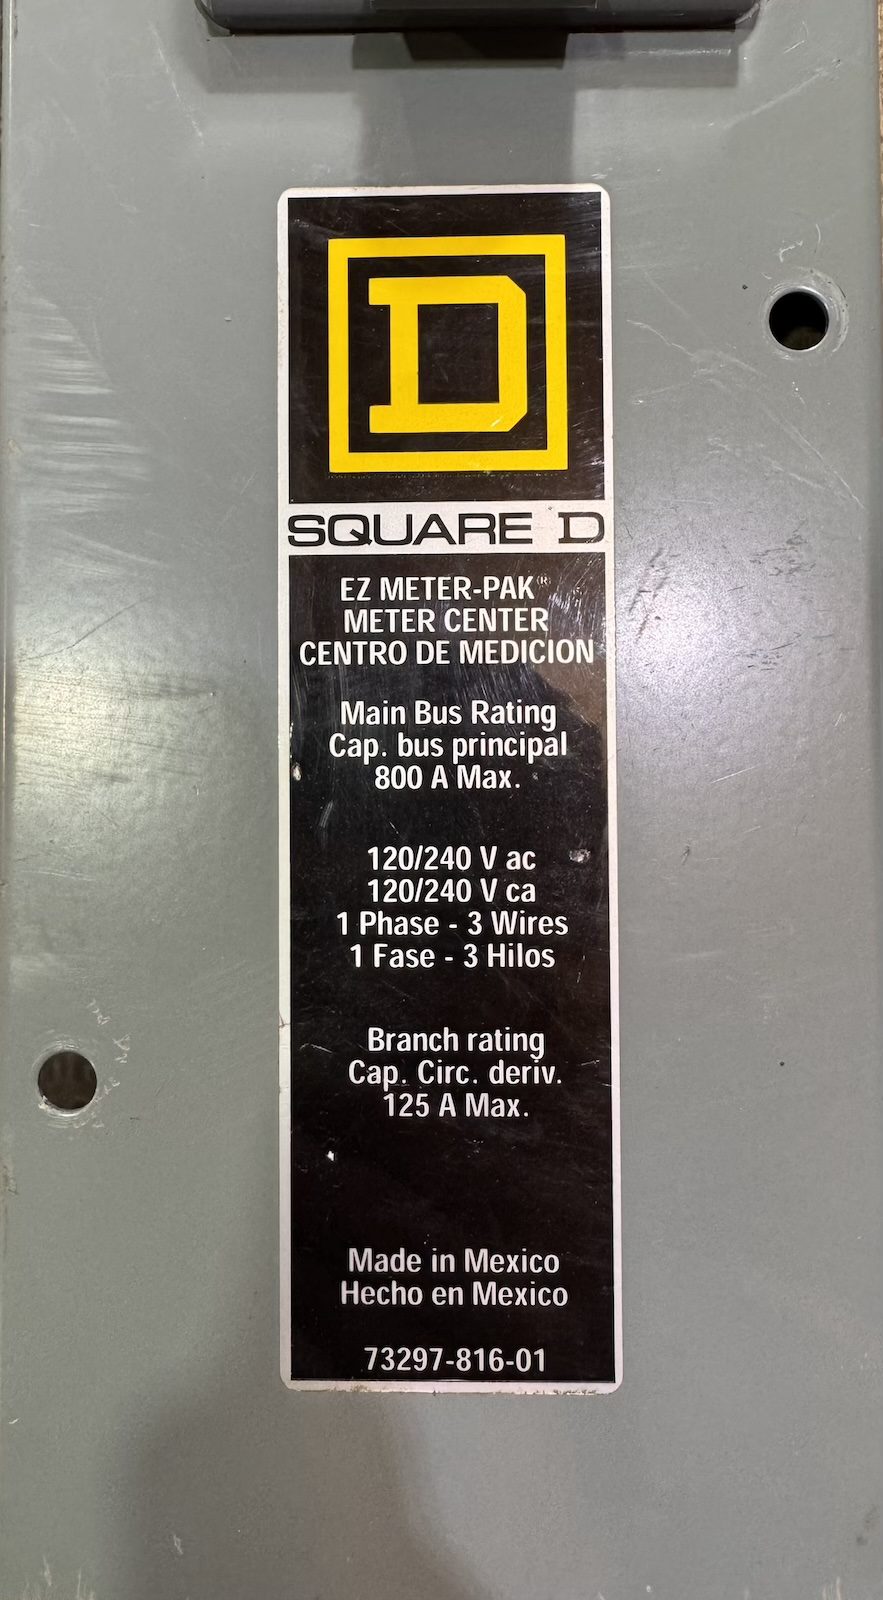 D
SQUARE D
EZ METER-PAK®
METER CENTER
CENTRO DE MEDICION
Main Bus Rating
Cap. bus principal
800 A Max.
120/240 V ac
120/240 V ca
1 Phase - 3 Wires
1 Fase - 3 Hilos
Branch rating
Cap. Circ. deriv.
125 A Max.
Made in Mexico
Hecho en Mexico
73297-816-01